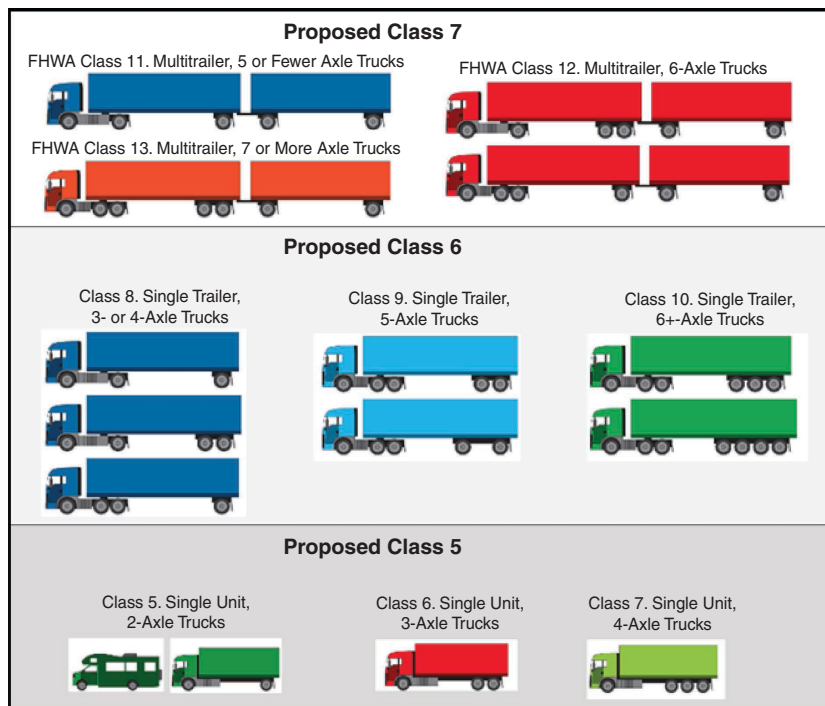 Proposed Class 7
FHWA Class 11. Multitrailer, 5 or Fewer Axle Trucks
FHWA Class 12. Multitrailer, 6-Axle Trucks
FHWA Class 13. Multitrailer, 7 or More Axle Trucks
Proposed Class 6
Class 8. Single Trailer,
3- or 4-Axle Trucks
Class 9. Single Trailer,
5-Axle Trucks
Class 10. Single Trailer,
6+-Axle Trucks
Proposed Class 5
Class 5. Single Unit,
2-Axle Trucks
Class 6. Single Unit,
3-Axle Trucks
Class 7. Single Unit,
4-Axle Trucks